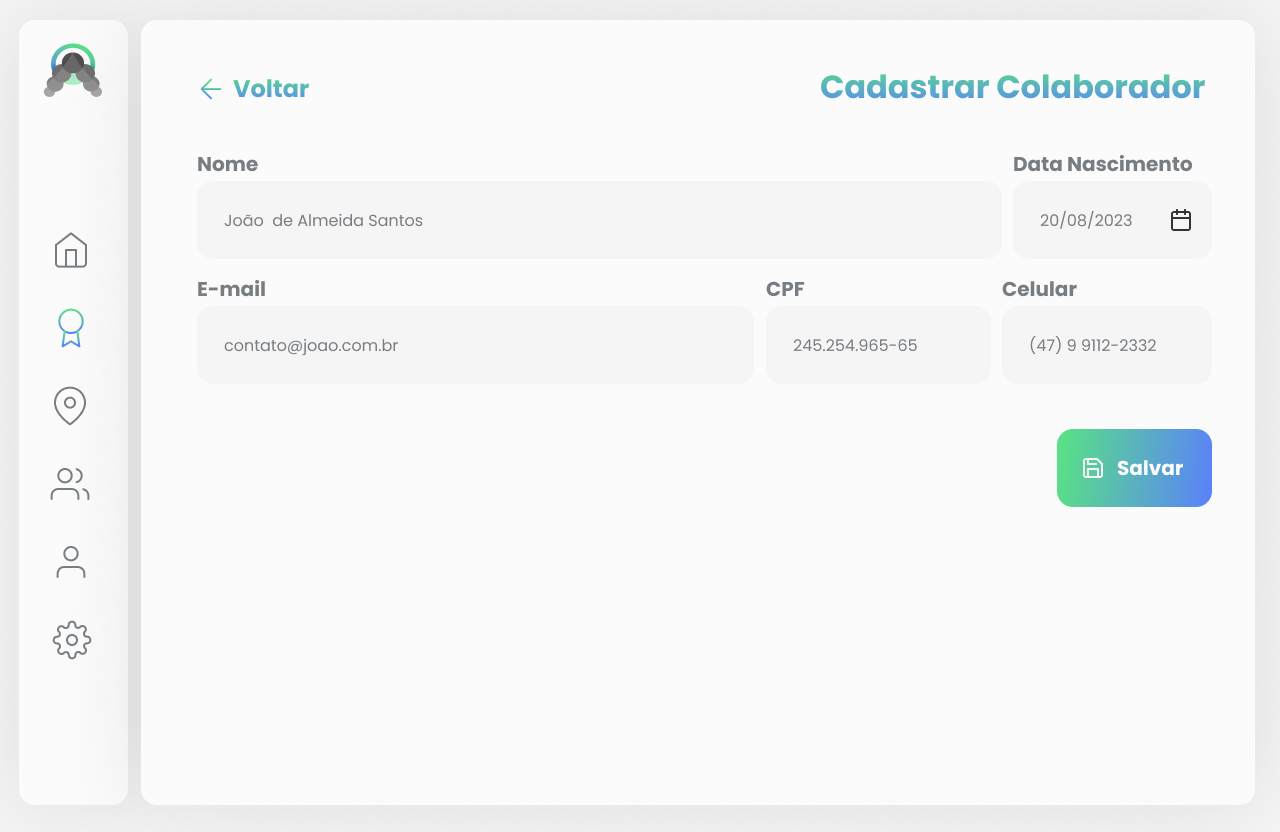 Voltar
Cadastrar Colaborador
Nome
Data Nascimento
João  de Almeida Santos
20/08/2023
E-mail
CPF
Celular
contato@joao.com.br
245.254.965-65
(47) 9 9112-2332
Salvar